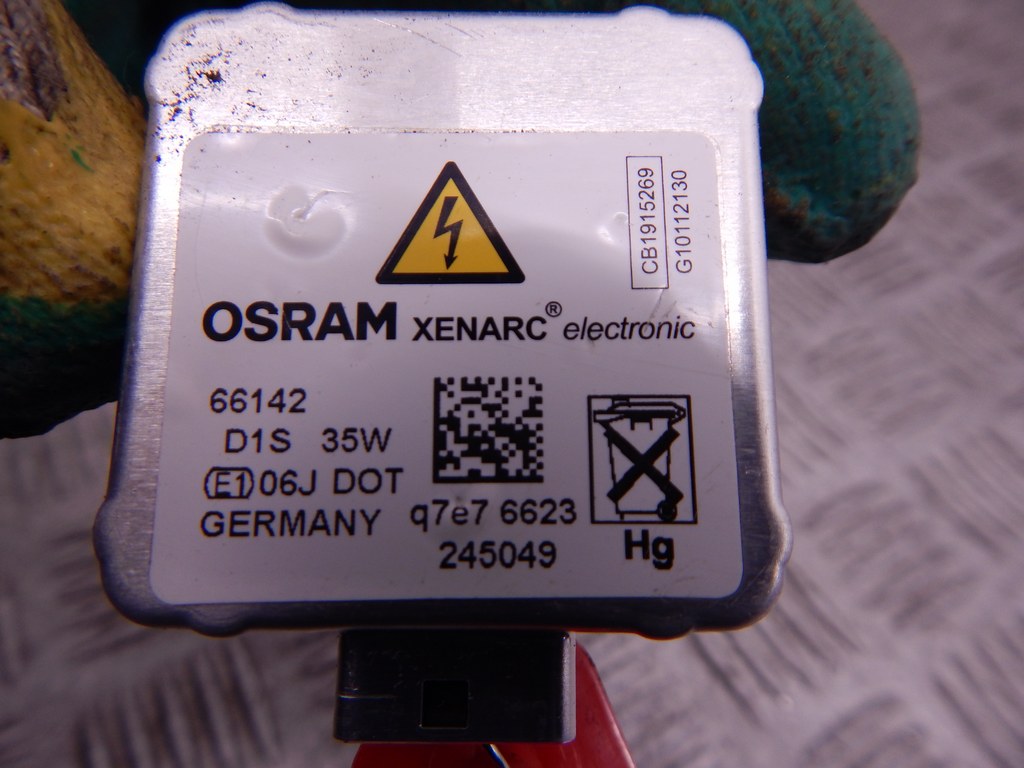 CB1915269
G10112130
OSRAM XENARC® electronic
66142
D1S 35W
E1 06J DOT
GERMANY
q7e7 6623
245049
Hg